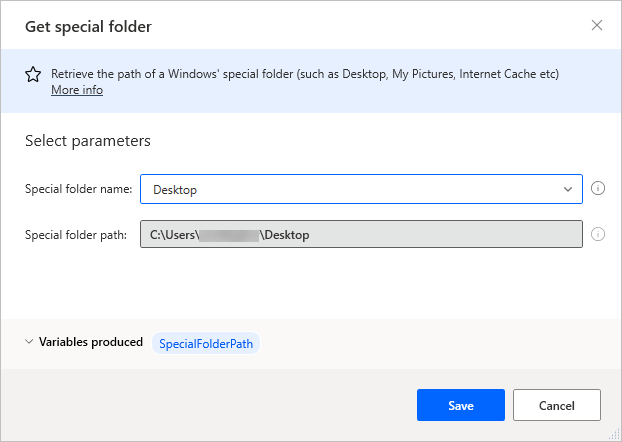 Get special folder
Retrieve the path of a Windows' special folder (such as Desktop, My Pictures, Internet Cache etc)
More info
Select parameters
Special folder name: Desktop
Special folder path: C:\Users\ \Desktop
Variables produced SpecialFolderPath
Save Cancel